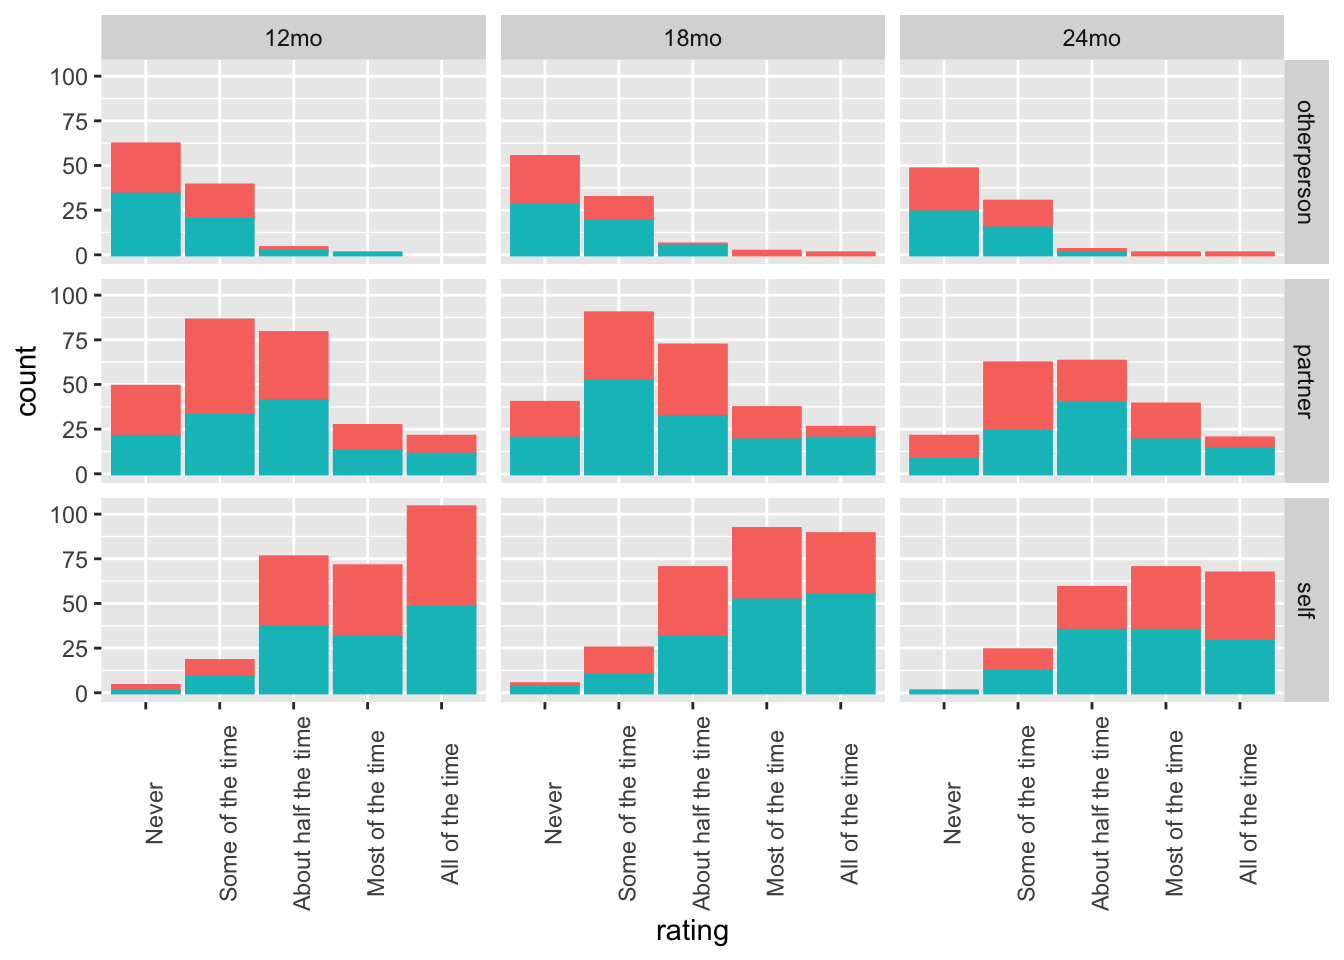 12mo
18mo
24mo
100
75
50
25
0
otherperson
100
75
50
25
0
partner
100
75
50
25
0
self
count
Never
Some of the time
About half the time
Most of the time
All of the time
Never
Some of the time
About half the time
Most of the time
All of the time
Never
Some of the time
About half the time
Most of the time
All of the time
rating